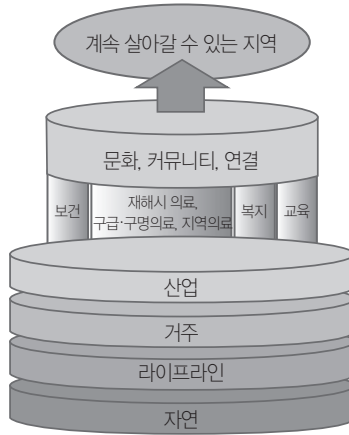 계속 살아갈 수 있는 지역
문화, 커뮤니티, 연결
보건
재해시 의료,
구급·구명의료, 지역의료
복지
교육
산업
거주
라이프라인
자연